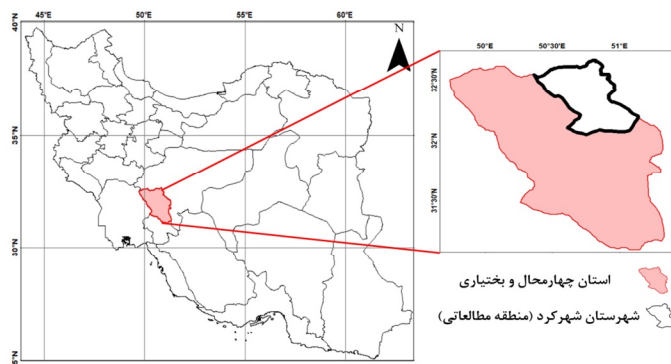 45°E 50°E 55°E 60°E
40°N
N
35°N
30°N
5°N
50°E 50°30'E 51°E
32°30'N
32°N
31°30'N
استان چهارمحال و بختیاری
شهرستان شهرکرد (منطقه مطالعاتی)